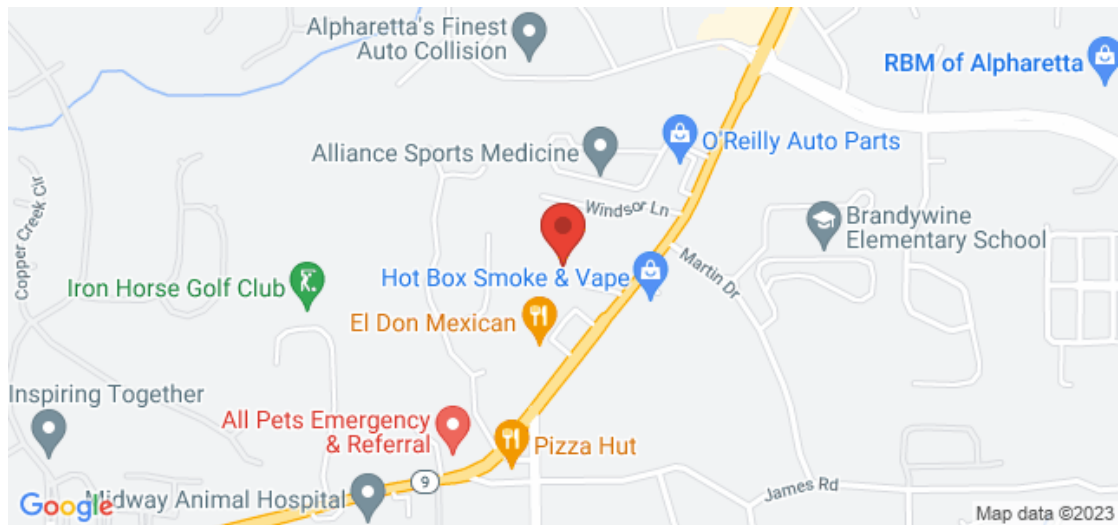 Alpharetta's Finest
Auto Collision
RBM of Alpharetta
O'Reilly Auto Parts
Alliance Sports Medicine
Windsor Ln
Brandywine
Elementary School
Copper Creek Cir
Martin Dr
Iron Horse Golf Club
Hot Box Smoke & Vape
El Don Mexican
Inspiring Together
All Pets Emergency
& Referral
Pizza Hut
9
Midway Animal Hospital
James Rd
Google
Map data ©2023